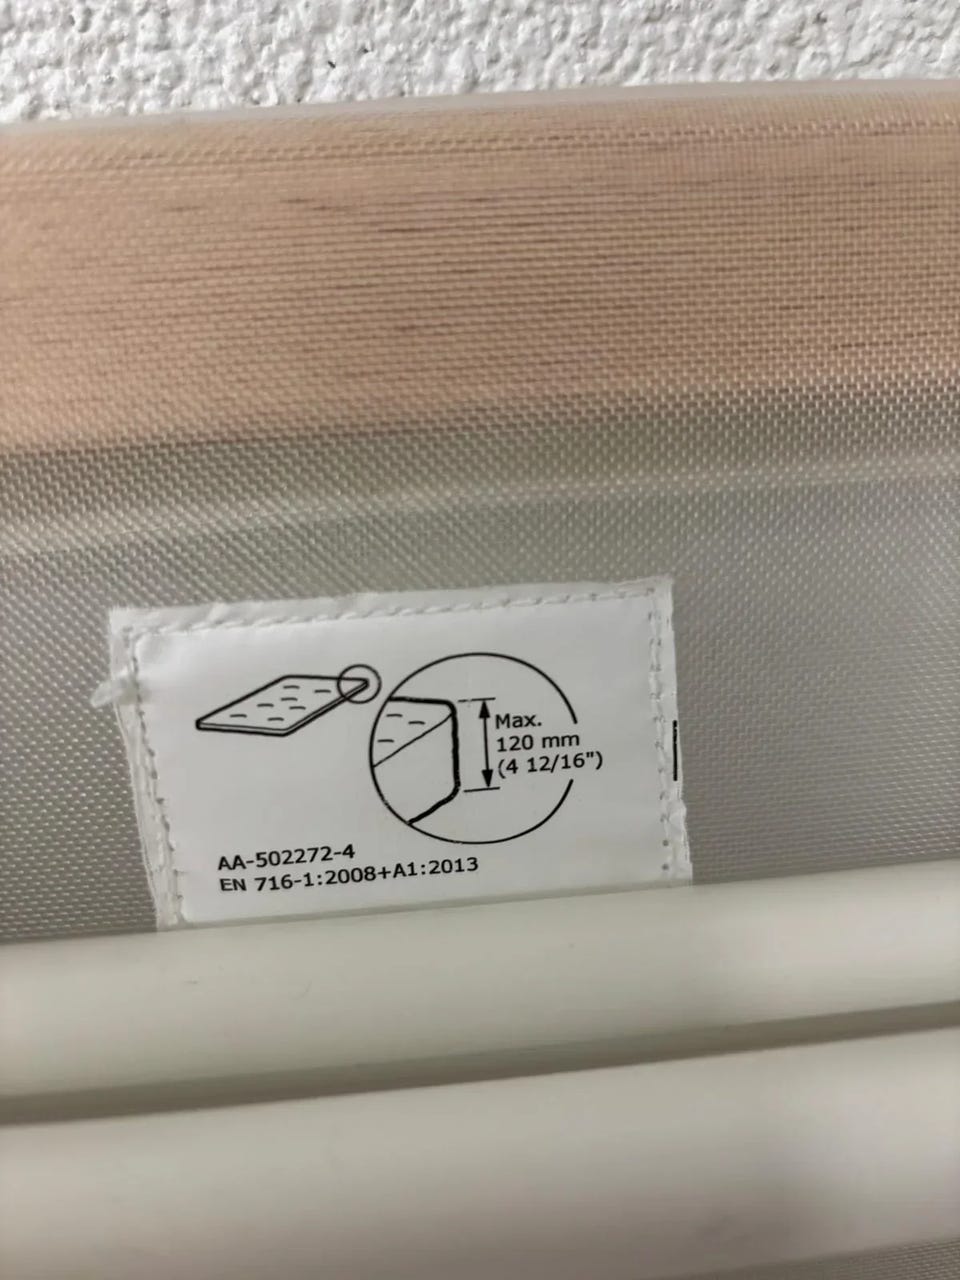 Max.
120 mm
(4 12/16")
AA-502272-4
EN 716-1:2008+A1:2013